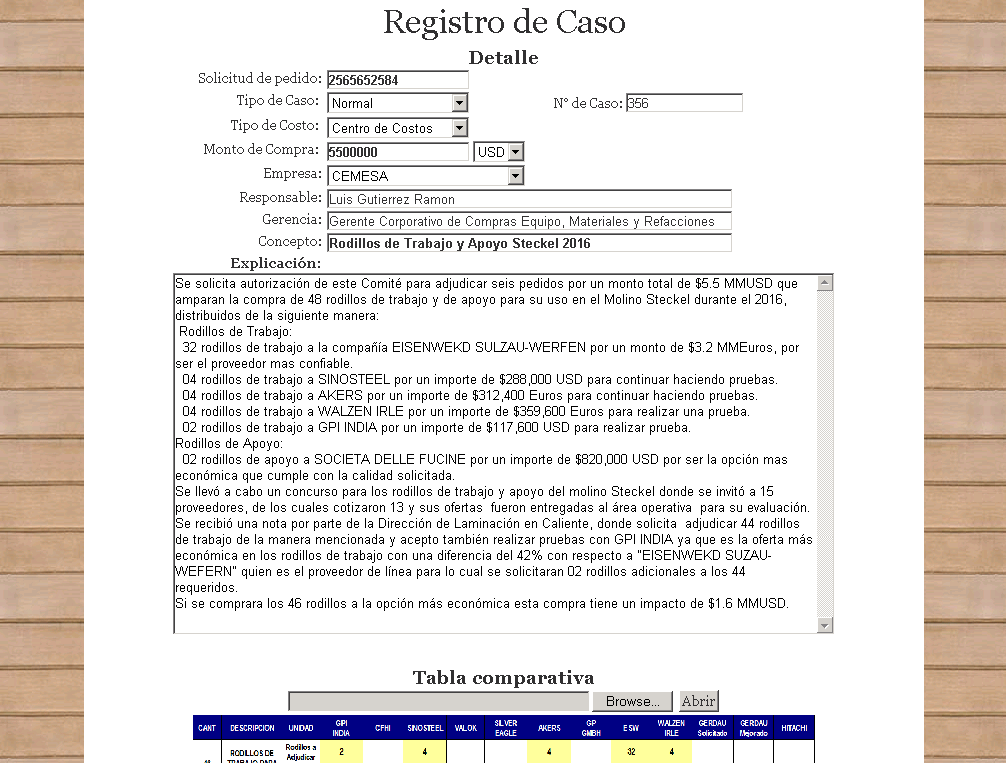 Registro de Caso
Detalle
Solicitud de pedido: 2565652584
Tipo de Caso: Normal N° de Caso: 356
Tipo de Costo: Centro de Costos
Monto de Compra: 5500000 USD
Empresa: CEMESA
Responsable: Luis Gutierrez Ramon
Gerencia: Gerente Corporativo de Compras Equipo, Materiales y Refacciones
Concepto: Rodillos de Trabajo y Apoyo Steckel 2016
Explicación:
Se solicita autorización de este Comité para adjudicar seis pedidos por un monto total de $5.5 MMUSD que
amparan la compra de 48 rodillos de trabajo y de apoyo para su uso en el Molino Steckel durante el 2016,
distribuidos de la siguiente manera:
Rodillos de Trabajo:
32 rodillos de trabajo a la compañía EISENWEKD SULZAU-WERFEN por un monto de $3.2 MMEuros, por
ser el proveedor mas confiable.
04 rodillos de trabajo a SINOSTEEL por un importe de $288,000 USD para continuar haciendo pruebas.
04 rodillos de trabajo a AKERS por un importe de $312,400 Euros para continuar haciendo pruebas.
04 rodillos de trabajo a WALZEN IRLE por un importe de $359,600 Euros para realizar una prueba.
02 rodillos de trabajo a GPI INDIA por un importe de $117,600 USD para realizar prueba.
Rodillos de Apoyo:
02 rodillos de apoyo a SOCIETA DELLE FUCINE por un importe de $820,000 USD por ser la opción mas
económica que cumple con la calidad solicitada.
Se llevó a cabo un concurso para los rodillos de trabajo y apoyo del molino Steckel donde se invitó a 15
proveedores, de los cuales cotizaron 13 y sus ofertas fueron entregadas al área operativa para su evaluación.
Se recibió una nota por parte de la Dirección de Laminación en Caliente, donde solicita adjudicar 44 rodillos
de trabajo de la manera mencionada y acepto también realizar pruebas con GPI INDIA ya que es la oferta más
económica en los rodillos de trabajo con una diferencia del 42% con respecto a "EISENWEKD SUZAU-
WEFERN" quien es el proveedor de línea para lo cual se solicitaran 02 rodillos adicionales a los 44
requeridos.
Si se comprara los 46 rodillos a la opción más económica esta compra tiene un impacto de $1.6 MMUSD.
Tabla comparativa
Browse... Abrir
CANT DESCRIPCION UNIDAD GPI INDIA CFHI SINOSTEEL VALOK SILVER EAGLE AKERS GP GMBH ESW WALZEN IRLE GERDAU Solicitado GERDAU Mejorado HITACHI
RODILLOS DE Rodillos a Adjudicar 2 4 4 32 4